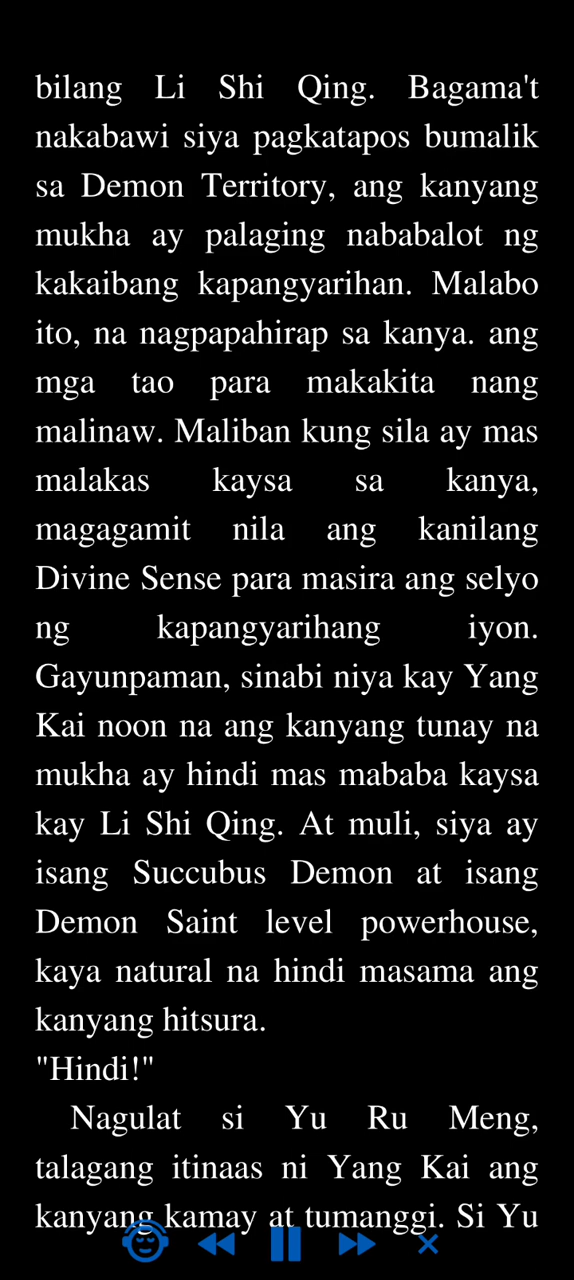 bilang Li Shi Qing. Bagama't
nakabawi siya pagkatapos bumalik
sa Demon Territory, ang kanyang
mukha ay palaging nababalot ng
kakaibang kapangyarihan. Malabo
ito, na nagpapahirap sa kanya. ang
mga tao para makakita nang
malinaw. Maliban kung sila ay mas
malakas kaysa sa kanya,
magagamit nila ang kanilang
Divine Sense para masira ang selyo
ng kapangyarihang iyon.
Gayunpaman, sinabi niya kay Yang
Kai noon na ang kanyang tunay na
mukha ay hindi mas mababa kaysa
kay Li Shi Qing. At muli, siya ay
isang Succubus Demon at isang
Demon Saint level powerhouse,
kaya natural na hindi masama ang
kanyang hitsura.
"Hindi!"
Nagulat si Yu Ru Meng,
talagang itinaas ni Yang Kai ang
kanyang kamay at tumanggi. Si Yu